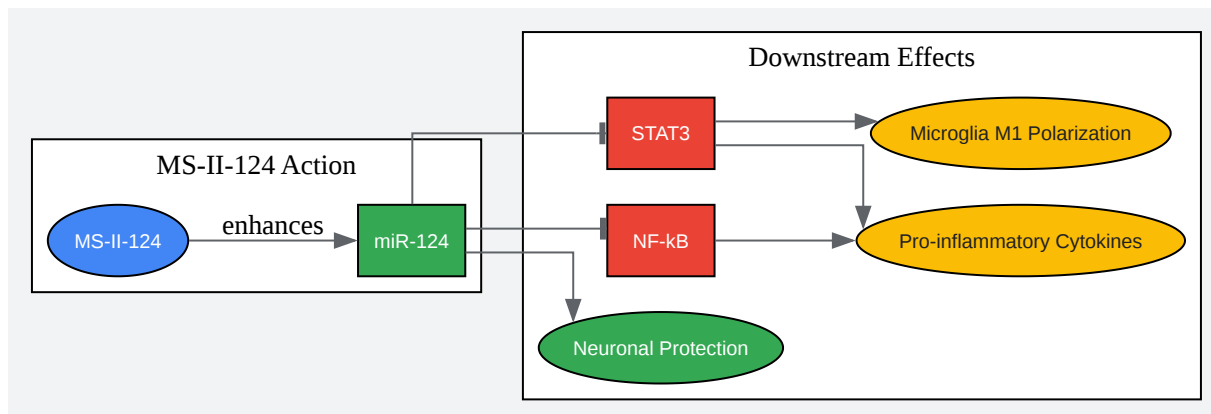 Downstream Effects
STAT3
Microglia M1 Polarization
MS-II-124 Action
MS-II-124
enhances
miR-124
NF-kB
Pro-inflammatory Cytokines
Neuronal Protection